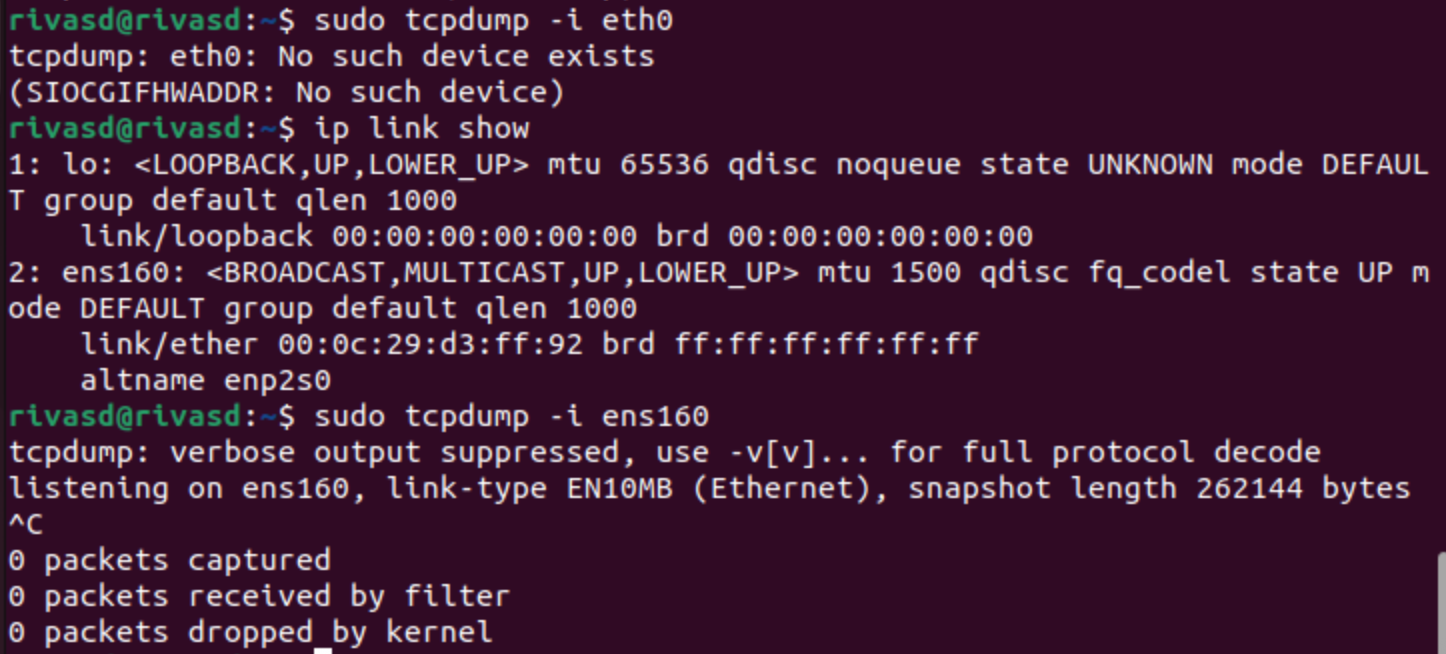 rivasd@rivasd:~$ sudo tcpdump -i eth0
tcpdump: eth0: No such device exists
(SIOCGIFHWADDR: No such device)
rivasd@rivasd:~$ ip link show
1: lo: <LOOPBACK,UP,LOWER_UP> mtu 65536 qdisc noqueue state UNKNOWN mode DEFAUL
T group default qlen 1000
    link/loopback 00:00:00:00:00:00 brd 00:00:00:00:00:00
2: ens160: <BROADCAST,MULTICAST,UP,LOWER_UP> mtu 1500 qdisc fq_codel state UP m
ode DEFAULT group default qlen 1000
    link/ether 00:0c:29:d3:ff:92 brd ff:ff:ff:ff:ff:ff
    altname enp2s0
rivasd@rivasd:~$ sudo tcpdump -i ens160
tcpdump: verbose output suppressed, use -v[v]... for full protocol decode
listening on ens160, link-type EN10MB (Ethernet), snapshot length 262144 bytes
^C
0 packets captured
0 packets received by filter
0 packets dropped by kernel